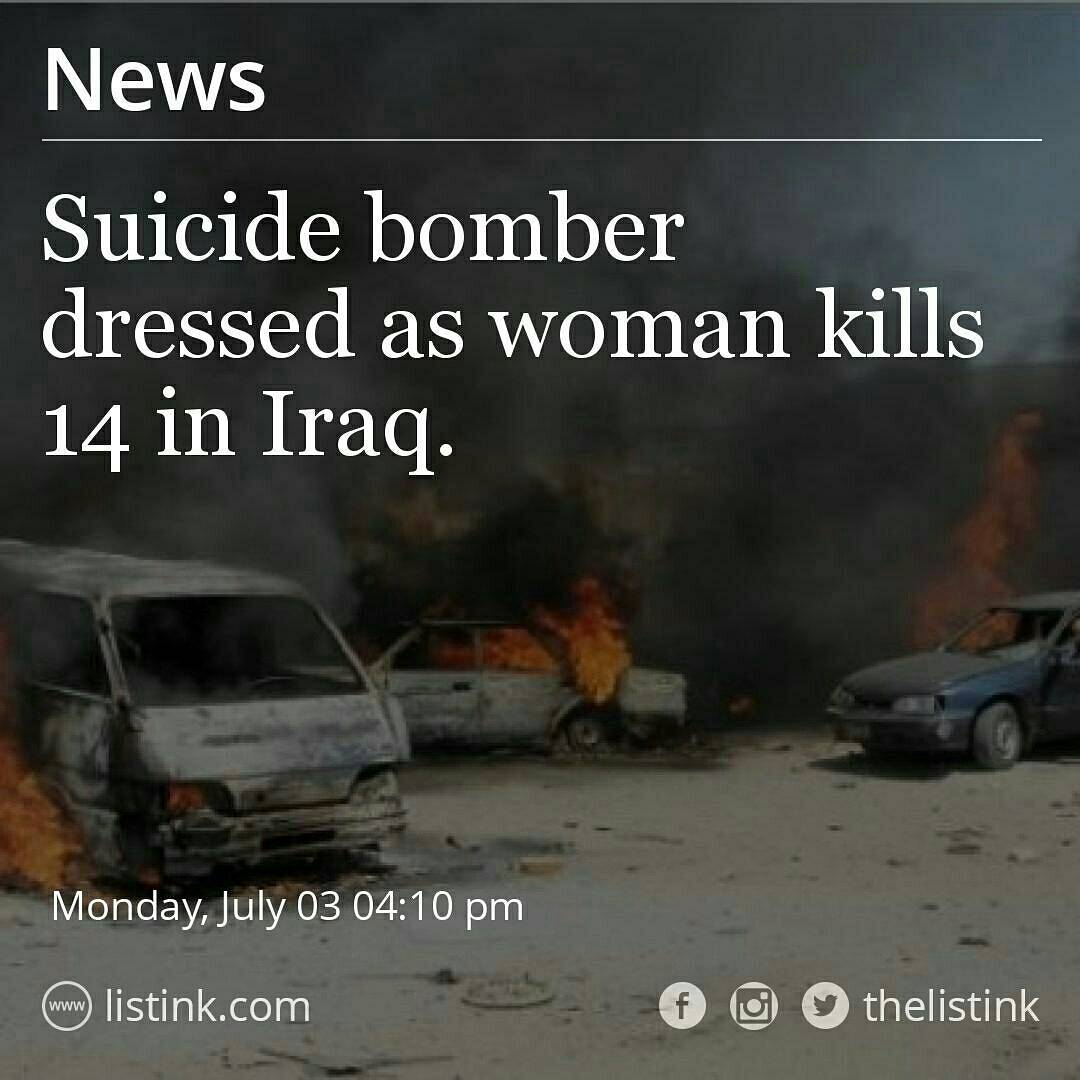 News
Suicide bomber
dressed as woman kills
14 in Iraq.
Monday, July 03 04:10 pm
www listink.com
thelistink